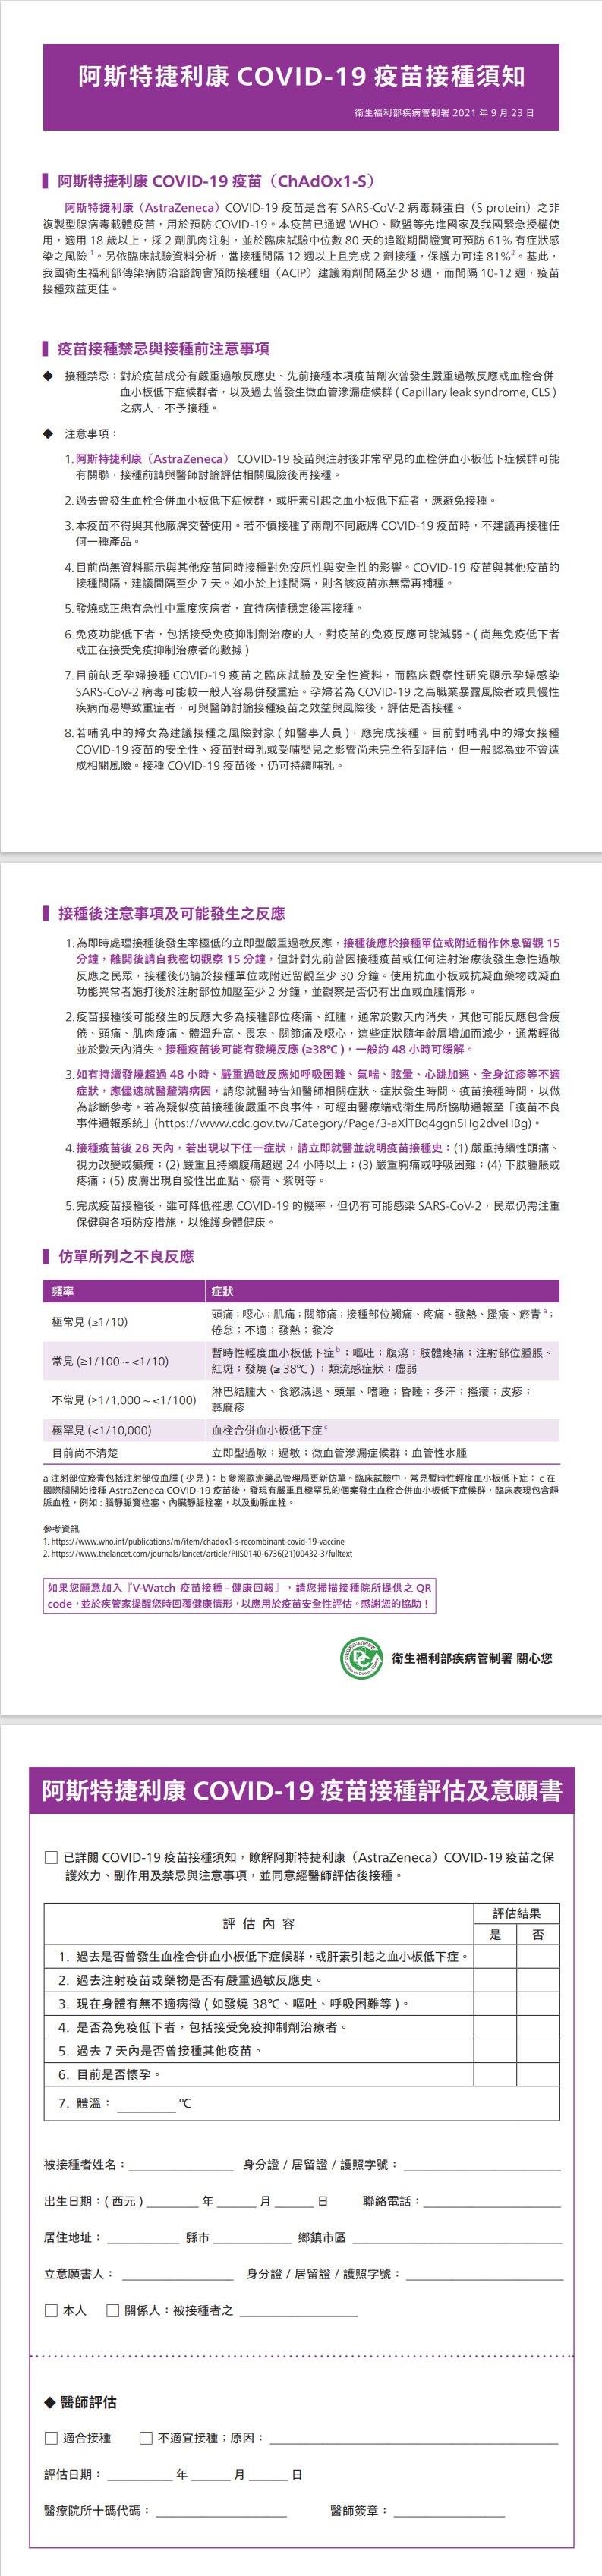 阿斯特捷利康 COVID-19 疫苗接種須知
衛生福利部疾病管制署 2021 年 9 月 23 日
阿斯特捷利康 COVID-19 疫苗（ChAdOx1-S）
阿斯特捷利康（AstraZeneca）COVID-19 疫苗是含有 SARS-CoV-2 病毒棘蛋白（S protein）之非
複製型腺病毒載體疫苗，用於預防 COVID-19。本疫苗已通過 WHO、歐盟等先進國家及我國緊急授權使
用，適用 18 歲以上，採 2 劑肌肉注射，並於臨床試驗中位數 80 天的追蹤期間證實可預防 61% 有症狀感
染之風險 1。另依臨床試驗資料分析，當接種間隔 12 週以上且完成 2 劑接種，保護力可達 81%2。基此，
我國衛生福利部傳染病防治諮詢會預防接種組（ACIP）建議兩劑間隔至少 8 週，而間隔 10-12 週，疫苗
接種效益更佳。
疫苗接種禁忌與接種前注意事項
◆ 接種禁忌：對於疫苗成分有嚴重過敏反應史、先前接種本項疫苗劑次曾發生嚴重過敏反應或血栓合併
血小板低下症候群者，以及過去曾發生微血管滲漏症候群 ( Capillary leak syndrome, CLS )
之病人，不予接種。
◆ 注意事項：
1. 阿斯特捷利康（AstraZeneca） COVID-19 疫苗與注射後非常罕見的血栓併血小板低下症候群可能
有關聯，接種前請與醫師討論評估相關風險後再接種。
2. 過去曾發生血栓合併血小板低下症候群，或肝素引起之血小板低下症者，應避免接種。
3. 本疫苗不得與其他廠牌交替使用。若不慎接種了兩劑不同廠牌 COVID-19 疫苗時，不建議再接種任
何一種產品。
4. 目前尚無資料顯示與其他疫苗同時接種對免疫原性與安全性的影響。COVID-19 疫苗與其他疫苗的
接種間隔，建議間隔至少 7 天。如小於上述間隔，則各該疫苗亦無需再補種。
5. 發燒或正患有急性中重度疾病者，宜待病情穩定後再接種。
6. 免疫功能低下者，包括接受免疫抑制劑治療的人，對疫苗的免疫反應可能減弱。( 尚無免疫低下者
或正在接受免疫抑制治療者的數據 )
7. 目前缺乏孕婦接種 COVID-19 疫苗之臨床試驗及安全性資料，而臨床觀察性研究顯示孕婦感染
SARS-CoV-2 病毒可能較一般人容易併發重症。孕婦若為 COVID-19 之高職業暴露風險者或具慢性
疾病而易導致重症者，可與醫師討論接種疫苗之效益與風險後，評估是否接種。
8. 若哺乳中的婦女為建議接種之風險對象 ( 如醫事人員 )，應完成接種。目前對哺乳中的婦女接種
COVID-19 疫苗的安全性、疫苗對母乳或受哺嬰兒之影響尚未完全得到評估，但一般認為並不會造
成相關風險。接種 COVID-19 疫苗後，仍可持續哺乳。
接種後注意事項及可能發生之反應
1. 為即時處理接種後發生率極低的立即型嚴重過敏反應，接種後應於接種單位或附近稍作休息留觀 15
分鐘，離開後請自我密切觀察 15 分鐘，但針對先前曾因接種疫苗或任何注射治療後發生急性過敏
反應之民眾，接種後仍請於接種單位或附近留觀至少 30 分鐘。使用抗血小板或抗凝血藥物或凝血
功能異常者施打後於注射部位加壓至少 2 分鐘，並觀察是否仍有出血或血腫情形。
2. 疫苗接種後可能發生的反應大多為接種部位疼痛、紅腫，通常於數天內消失，其他可能反應包含疲
倦、頭痛、肌肉痠痛、體溫升高、畏寒、關節痛及噁心，這些症狀隨年齡層增加而減少，通常輕微
並於數天內消失。接種疫苗後可能有發燒反應 (≥38℃ )，一般約 48 小時可緩解。
3. 如有持續發燒超過 48 小時、嚴重過敏反應如呼吸困難、氣喘、眩暈、心跳加速、全身紅疹等不適
症狀，應儘速就醫釐清病因，請您就醫時告知醫師相關症狀、症狀發生時間、疫苗接種時間，以做
為診斷參考。若為疑似疫苗接種後嚴重不良事件，可經由醫療端或衛生局所協助通報至「疫苗不良
事件通報系統」(https://www.cdc.gov.tw/Category/Page/3-aXlTBq4ggn5Hg2dveHBg)。
4. 接種疫苗後 28 天內，若出現以下任一症狀，請立即就醫並說明疫苗接種史：(1) 嚴重持續性頭痛、
視力改變或癲癇；(2) 嚴重且持續腹痛超過 24 小時以上；(3) 嚴重胸痛或呼吸困難；(4) 下肢腫脹或
疼痛；(5) 皮膚出現自發性出血點、瘀青、紫斑等。
5. 完成疫苗接種後，雖可降低罹患 COVID-19 的機率，但仍有可能感染 SARS-CoV-2，民眾仍需注重
保健與各項防疫措施，以維護身體健康。
仿單所列之不良反應
頻率 症狀
極常見 (≥1/10) 頭痛；噁心；肌痛；關節痛；接種部位觸痛、疼痛、發熱、搔癢、瘀青 a；
倦怠；不適；發熱；發冷
常見 (≥1/100 ~ <1/10) 暫時性輕度血小板低下症 b；嘔吐；腹瀉；肢體疼痛；注射部位腫脹、
紅斑；發燒 (≥ 38℃ ) ；類流感症狀；虛弱
不常見 (≥1/1,000 ~ <1/100) 淋巴結腫大、食慾減退、頭暈、嗜睡；昏睡；多汗；搔癢；皮疹；
蕁麻疹
極罕見 (<1/10,000) 血栓合併血小板低下症 c
目前尚不清楚 立即型過敏；過敏；微血管滲漏症候群；血管性水腫
a 注射部位瘀青包括注射部位血腫 ( 少見 )； b 參照歐洲藥品管理局更新仿單。臨床試驗中，常見暫時性輕度血小板低下症； c 在
國際間開始接種 AstraZeneca COVID-19 疫苗後，發現有嚴重且極罕見的個案發生血栓合併血小板低下症候群，臨床表現包含靜
脈血栓，例如 : 腦靜脈竇栓塞、內臟靜脈栓塞，以及動脈血栓。
參考資訊
1. https://www.who.int/publications/m/item/chadox1-s-recombinant-covid-19-vaccine
2. https://www.thelancet.com/journals/lancet/article/PIIS0140-6736(21)00432-3/fulltext
如果您願意加入『V-Watch 疫苗接種 - 健康回報』，請您掃描接種院所提供之 QR
code，並於疾管家提醒您時回覆健康情形，以應用於疫苗安全性評估。感謝您的協助！
衛生福利部疾病管制署 關心您
阿斯特捷利康 COVID-19 疫苗接種評估及意願書
□ 已詳閱 COVID-19 疫苗接種須知，瞭解阿斯特捷利康（AstraZeneca）COVID-19 疫苗之保
護效力、副作用及禁忌與注意事項，並同意經醫師評估後接種。
評 估 內 容 評估結果
是 否
1. 過去是否曾發生血栓合併血小板低下症候群，或肝素引起之血小板低下症。
2. 過去注射疫苗或藥物是否有嚴重過敏反應史。
3. 現在身體有無不適病徵 ( 如發燒 38℃、嘔吐、呼吸困難等 )。
4. 是否為免疫低下者，包括接受免疫抑制劑治療者。
5. 過去 7 天內是否曾接種其他疫苗。
6. 目前是否懷孕。
7. 體溫： ________ ℃
被接種者姓名：________ 身分證 / 居留證 / 護照字號：________
出生日期：( 西元 ) ________ 年 ______ 月 ______ 日 聯絡電話：________
居住地址： ________ 縣市 ________ 鄉鎮市區 ________
立意願書人： ________ 身分證 / 居留證 / 護照字號：________
□ 本人 □ 關係人：被接種者之 ________
◆ 醫師評估
□ 適合接種 □ 不適宜接種；原因：________
評估日期： ________ 年 ______ 月 ______ 日
醫療院所十碼代碼：________ 醫師簽章：________